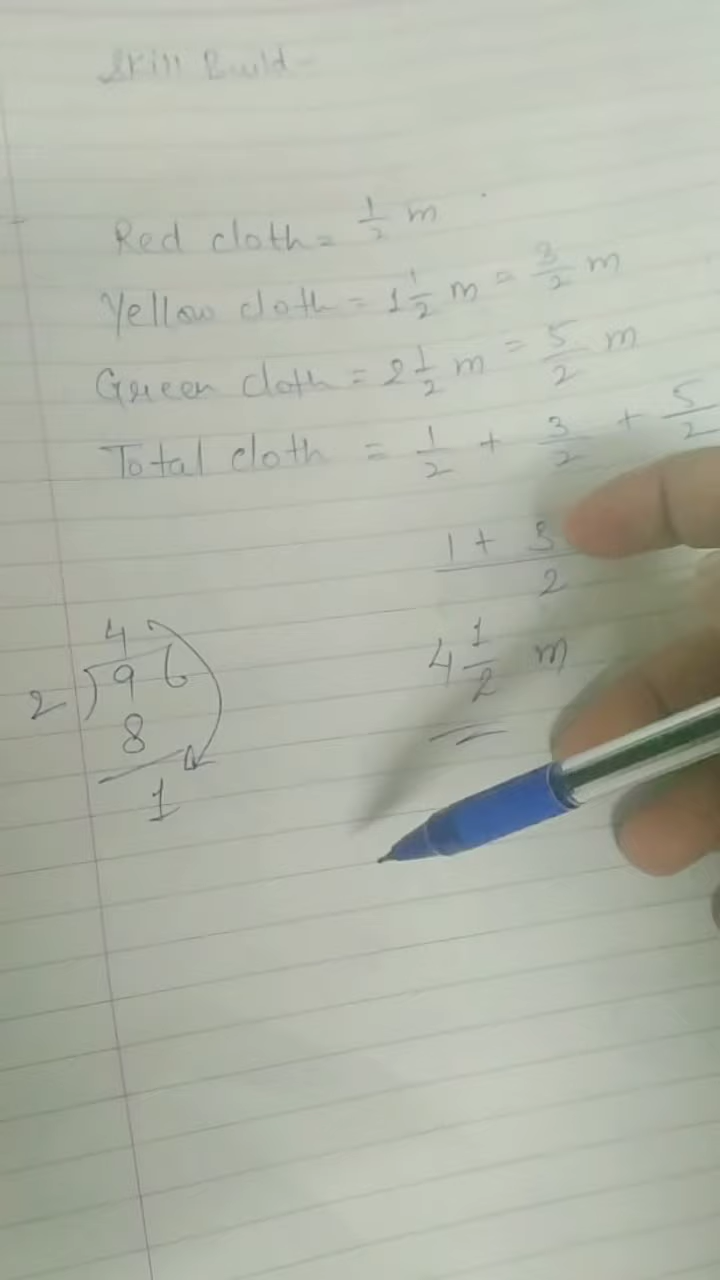 Skill Build -
Red cloth = 1/2 m
Yellow cloth = 1 1/2 m = 3/2 m
Green cloth = 2 1/2 m = 5/2 m
Total cloth = 1/2 + 3/2 + 5/2
1 + 3
2
4 1/2 m
4
2) 9 6
8
1